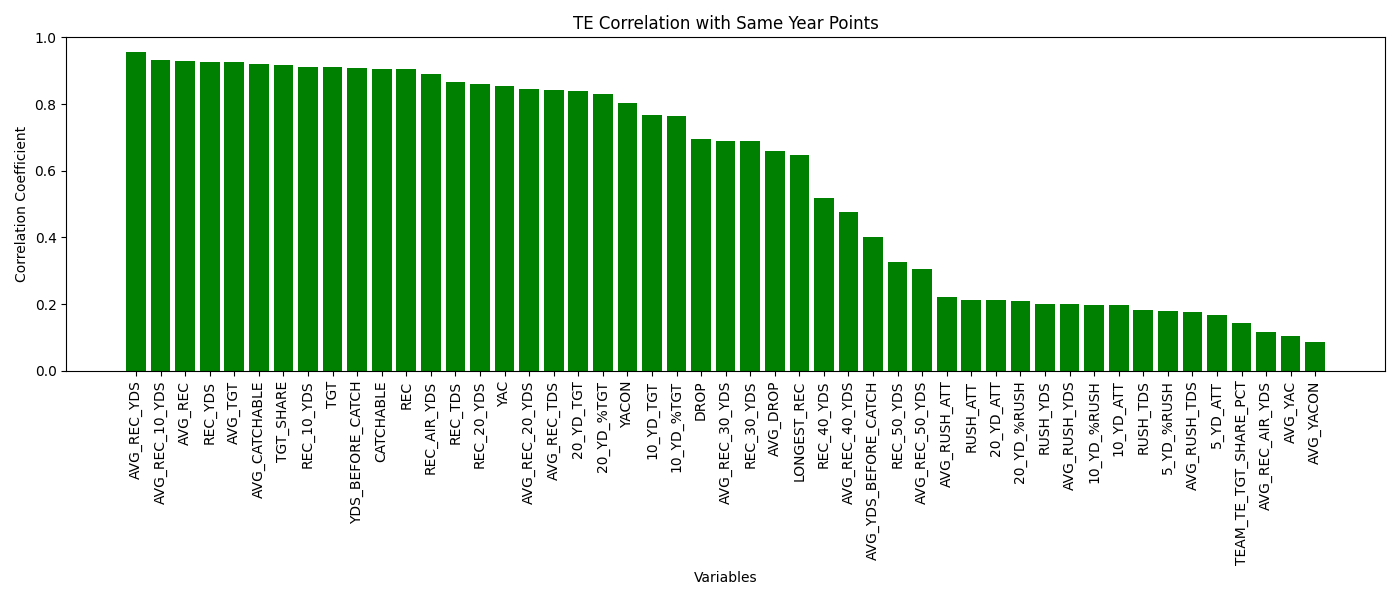 TE Correlation with Same Year Points
Correlation Coefficient
1.0
0.8
0.6
0.4
0.2
0.0
AVG_REC_YDS
AVG_REC_10_YDS
AVG_REC
REC_YDS
AVG_TGT
AVG_CATCHABLE
TGT_SHARE
REC_10_YDS
TGT
YDS_BEFORE_CATCH
CATCHABLE
REC
REC_AIR_YDS
REC_TDS
REC_20_YDS
YAC
AVG_REC_20_YDS
AVG_REC_TDS
20_YD_TGT
20_YD_%TGT
YACON
10_YD_TGT
10_YD_%TGT
DROP
AVG_REC_30_YDS
REC_30_YDS
AVG_DROP
LONGEST_REC
REC_40_YDS
AVG_REC_40_YDS
AVG_YDS_BEFORE_CATCH
REC_50_YDS
AVG_REC_50_YDS
AVG_RUSH_ATT
RUSH_ATT
20_YD_ATT
20_YD_%RUSH
RUSH_YDS
AVG_RUSH_YDS
10_YD_%RUSH
10_YD_ATT
RUSH_TDS
5_YD_%RUSH
AVG_RUSH_TDS
5_YD_ATT
TEAM_TE_TGT_SHARE_PCT
AVG_REC_AIR_YDS
AVG_YAC
AVG_YACON
Variables